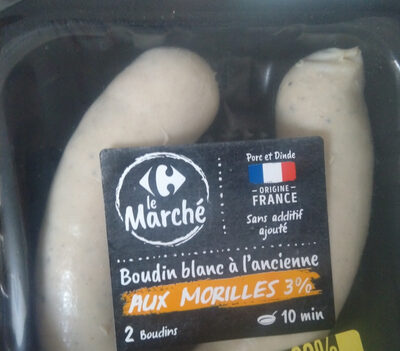 le
Marché
Porc et Dinde
ORIGINE
FRANCE
Sans additif
ajouté
Boudin blanc à l'ancienne
AUX MORILLES 3%
2 Boudins
10 min